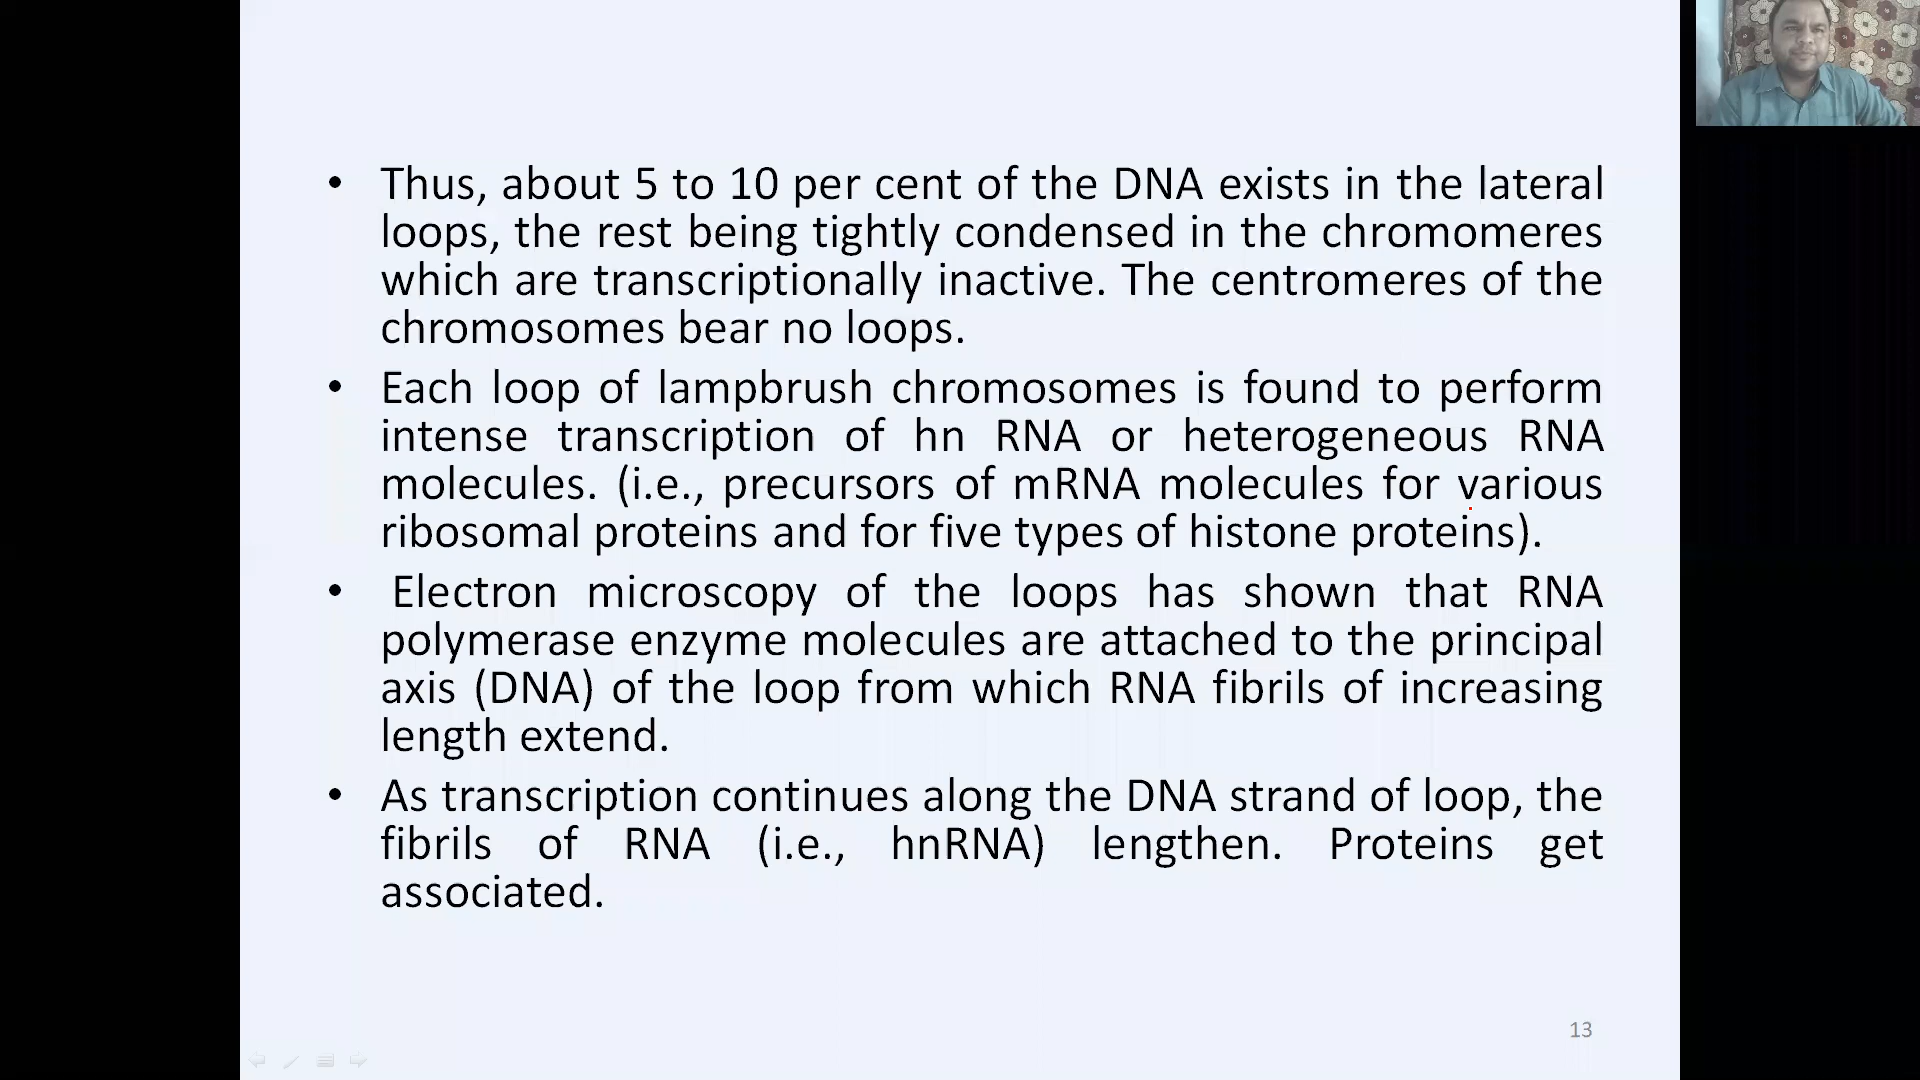 • Thus, about 5 to 10 per cent of the DNA exists in the lateral
loops, the rest being tightly condensed in the chromomeres
which are transcriptionally inactive. The centromeres of the
chromosomes bear no loops.
• Each loop of lampbrush chromosomes is found to perform
intense transcription of hn RNA or heterogeneous RNA
molecules. (i.e., precursors of mRNA molecules for various
ribosomal proteins and for five types of histone proteins).
• Electron microscopy of the loops has shown that RNA
polymerase enzyme molecules are attached to the principal
axis (DNA) of the loop from which RNA fibrils of increasing
length extend.
• As transcription continues along the DNA strand of loop, the
fibrils of RNA (i.e., hnRNA) lengthen. Proteins get
associated.
13